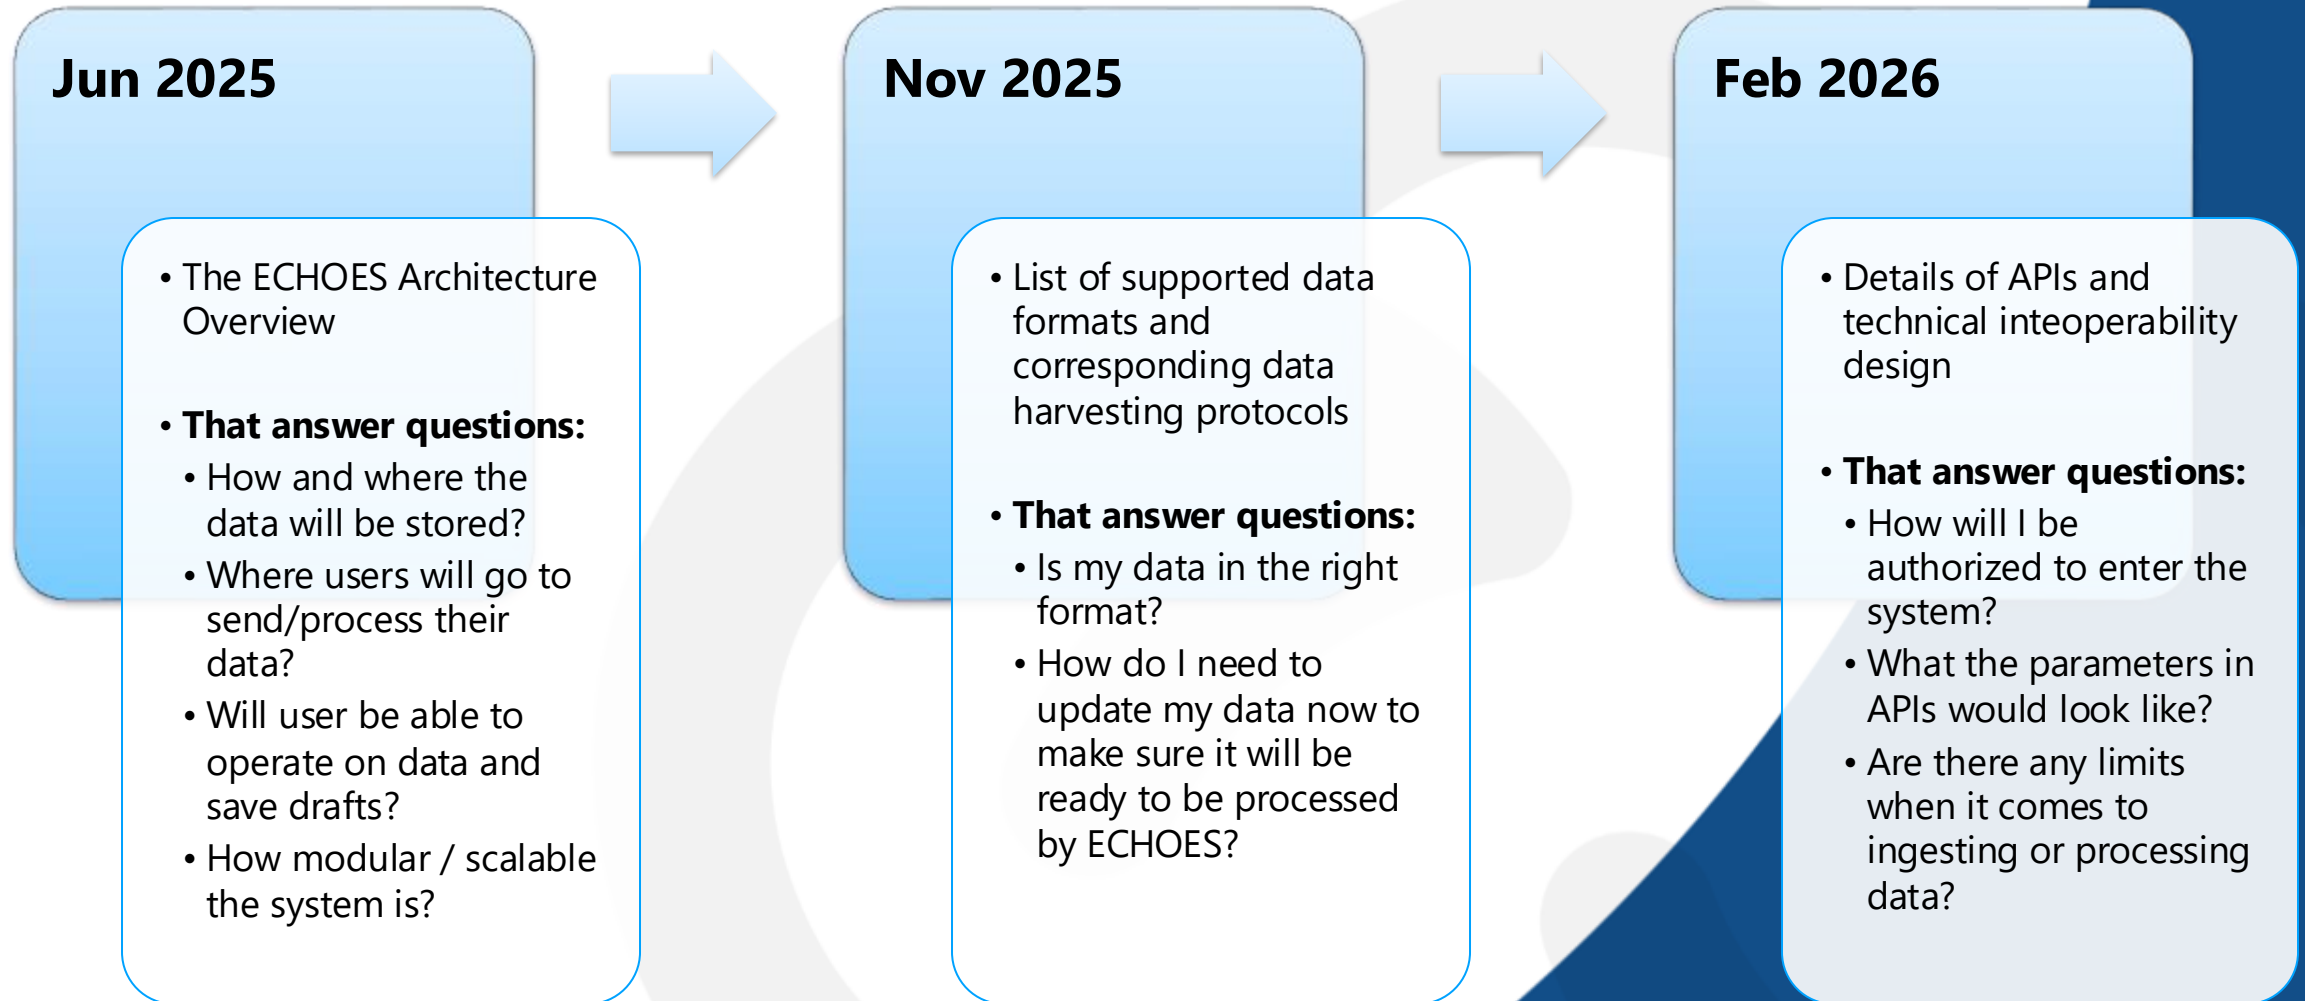 Jun 2025
• The ECHOES Architecture
Overview
• That answer questions:
• How and where the
data will be stored?
• Where users will go to
send/process their
data?
• Will user be able to
operate on data and
save drafts?
• How modular / scalable
the system is?
Nov 2025
• List of supported data
formats and
corresponding data
harvesting protocols
• That answer questions:
• Is my data in the right
format?
• How do I need to
update my data now to
make sure it will be
ready to be processed
by ECHOES?
Feb 2026
• Details of APIs and
technical inteoperability
design
• That answer questions:
• How will I be
authorized to enter the
system?
• What the parameters in
APIs would look like?
• Are there any limits
when it comes to
ingesting or processing
data?